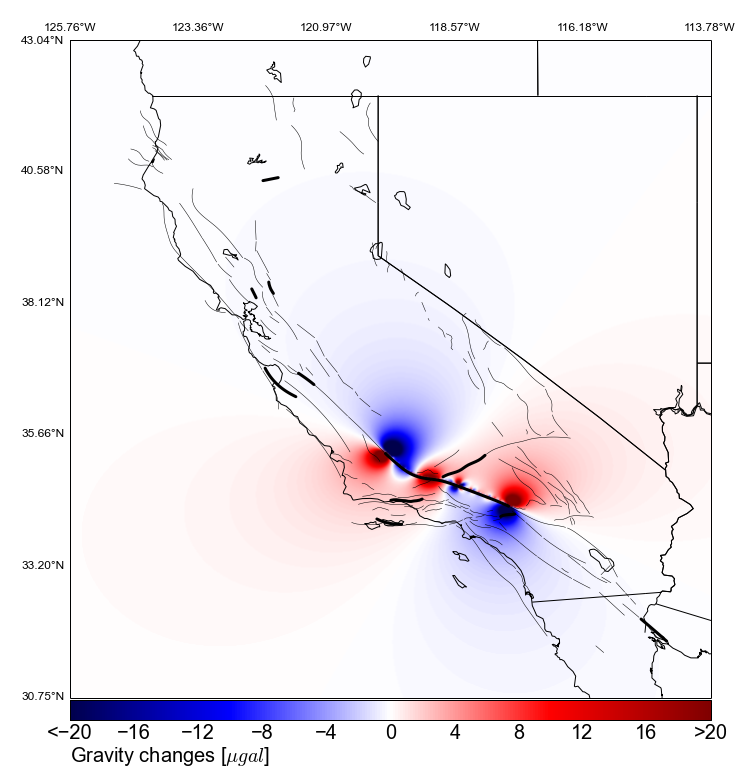 125.76°W 123.36°W 120.97°W 118.57°W 116.18°W 113.78°W
43.04°N
40.58°N
38.12°N
35.66°N
33.20°N
30.75°N
<−20 −16 −12 −8 −4 0 4 8 12 16 >20
Gravity changes [μgal]